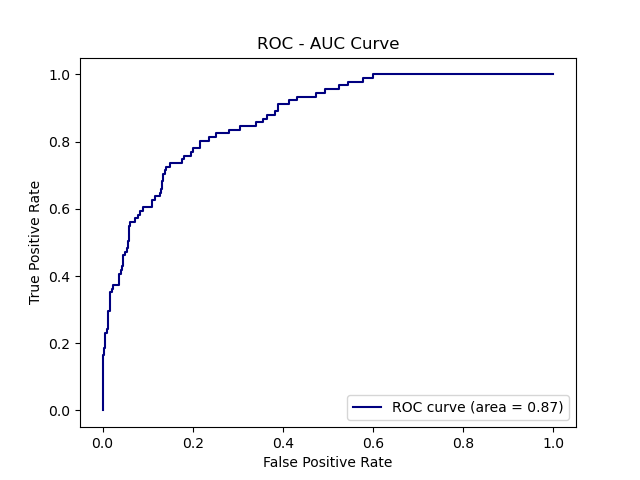 ROC - AUC Curve
True Positive Rate
1.0
0.8
0.6
0.4
0.2
0.0
ROC curve (area = 0.87)
0.0 0.2 0.4 0.6 0.8 1.0
False Positive Rate